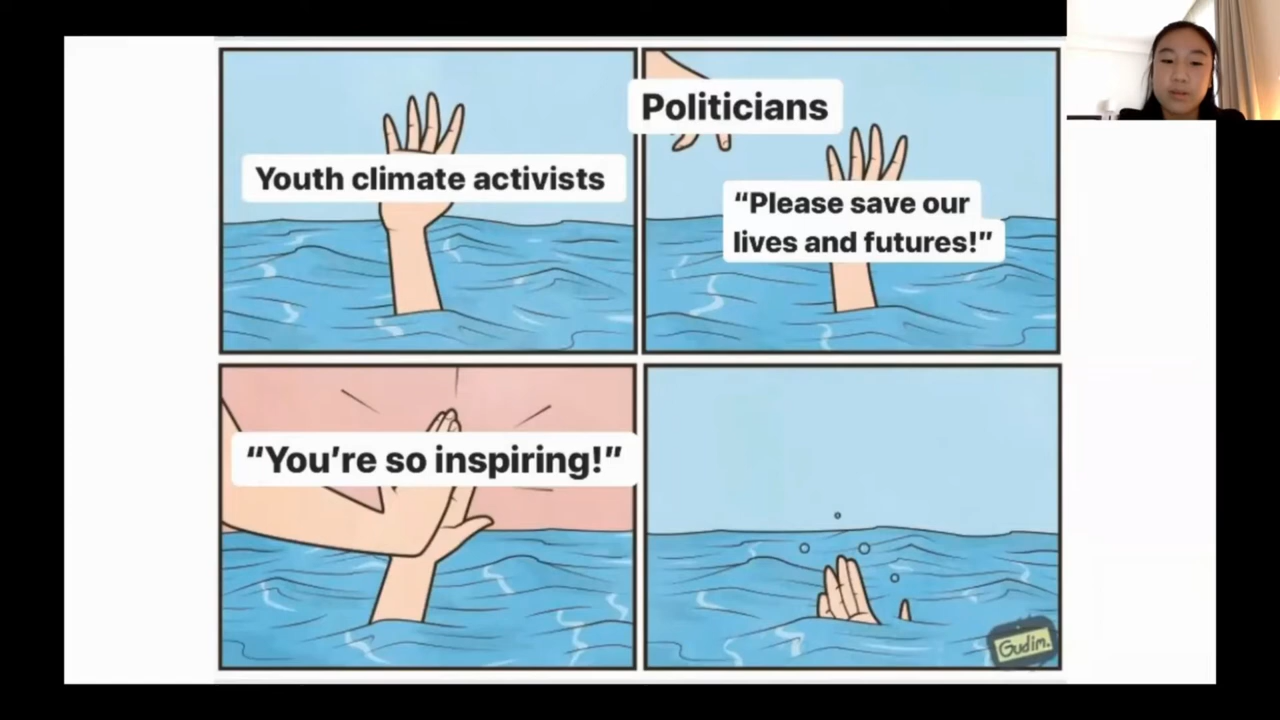 Youth climate activists
Politicians
“Please save our
lives and futures!”
“You’re so inspiring!”
Gudim.